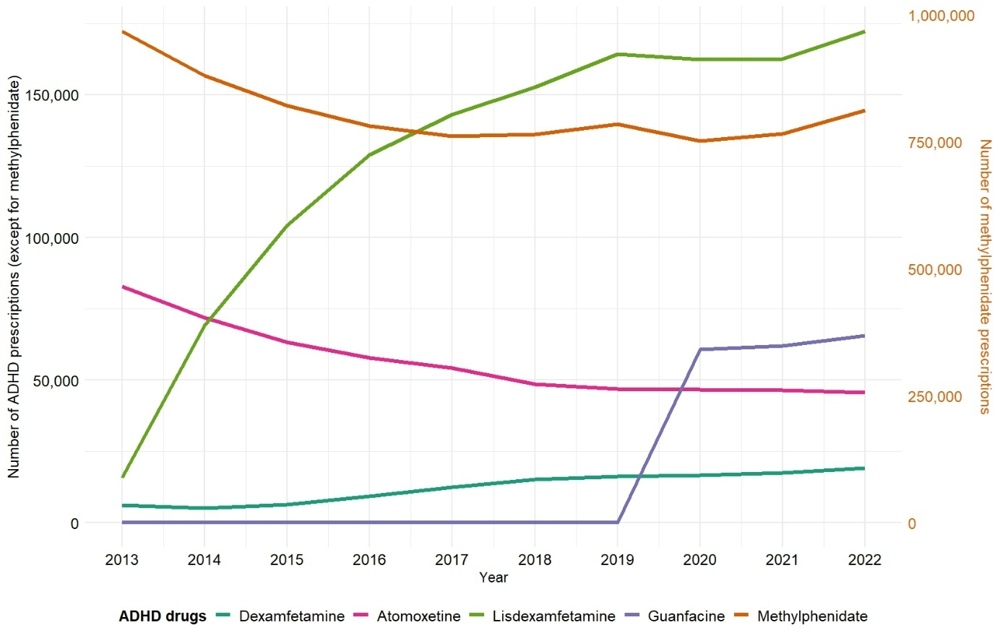 Number of ADHD prescriptions (except for methylphenidate)
150,000
100,000
50,000
0
1,000,000
750,000
500,000
250,000
0
Number of methylphenidate prescriptions
2013 2014 2015 2016 2017 2018 2019 2020 2021 2022
Year
ADHD drugs Dexamfetamine Atomoxetine Lisdexamfetamine Guanfacine Methylphenidate